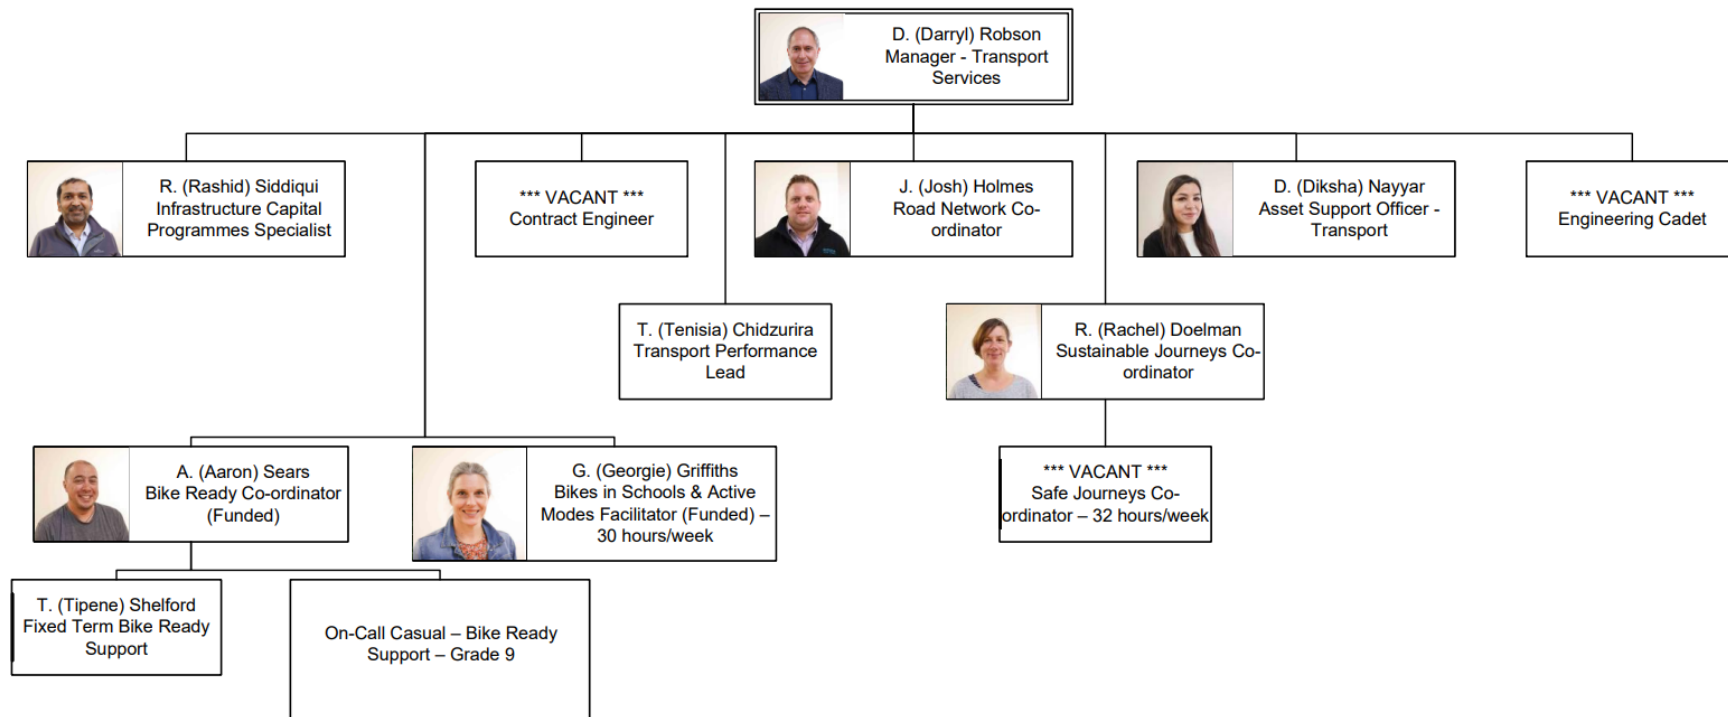 D. (Darryl) Robson
Manager - Transport
Services
R. (Rashid) Siddiqui
Infrastructure Capital
Programmes Specialist
*** VACANT ***
Contract Engineer
J. (Josh) Holmes
Road Network Co-
ordinator
D. (Diksha) Nayyar
Asset Support Officer -
Transport
*** VACANT ***
Engineering Cadet
T. (Tenisia) Chidzurira
Transport Performance
Lead
R. (Rachel) Doelman
Sustainable Journeys Co-
ordinator
A. (Aaron) Sears
Bike Ready Co-ordinator
(Funded)
G. (Georgie) Griffiths
Bikes in Schools & Active
Modes Facilitator (Funded) –
30 hours/week
*** VACANT ***
Safe Journeys Co-
ordinator – 32 hours/week
T. (Tipene) Shelford
Fixed Term Bike Ready
Support
On-Call Casual – Bike Ready
Support – Grade 9